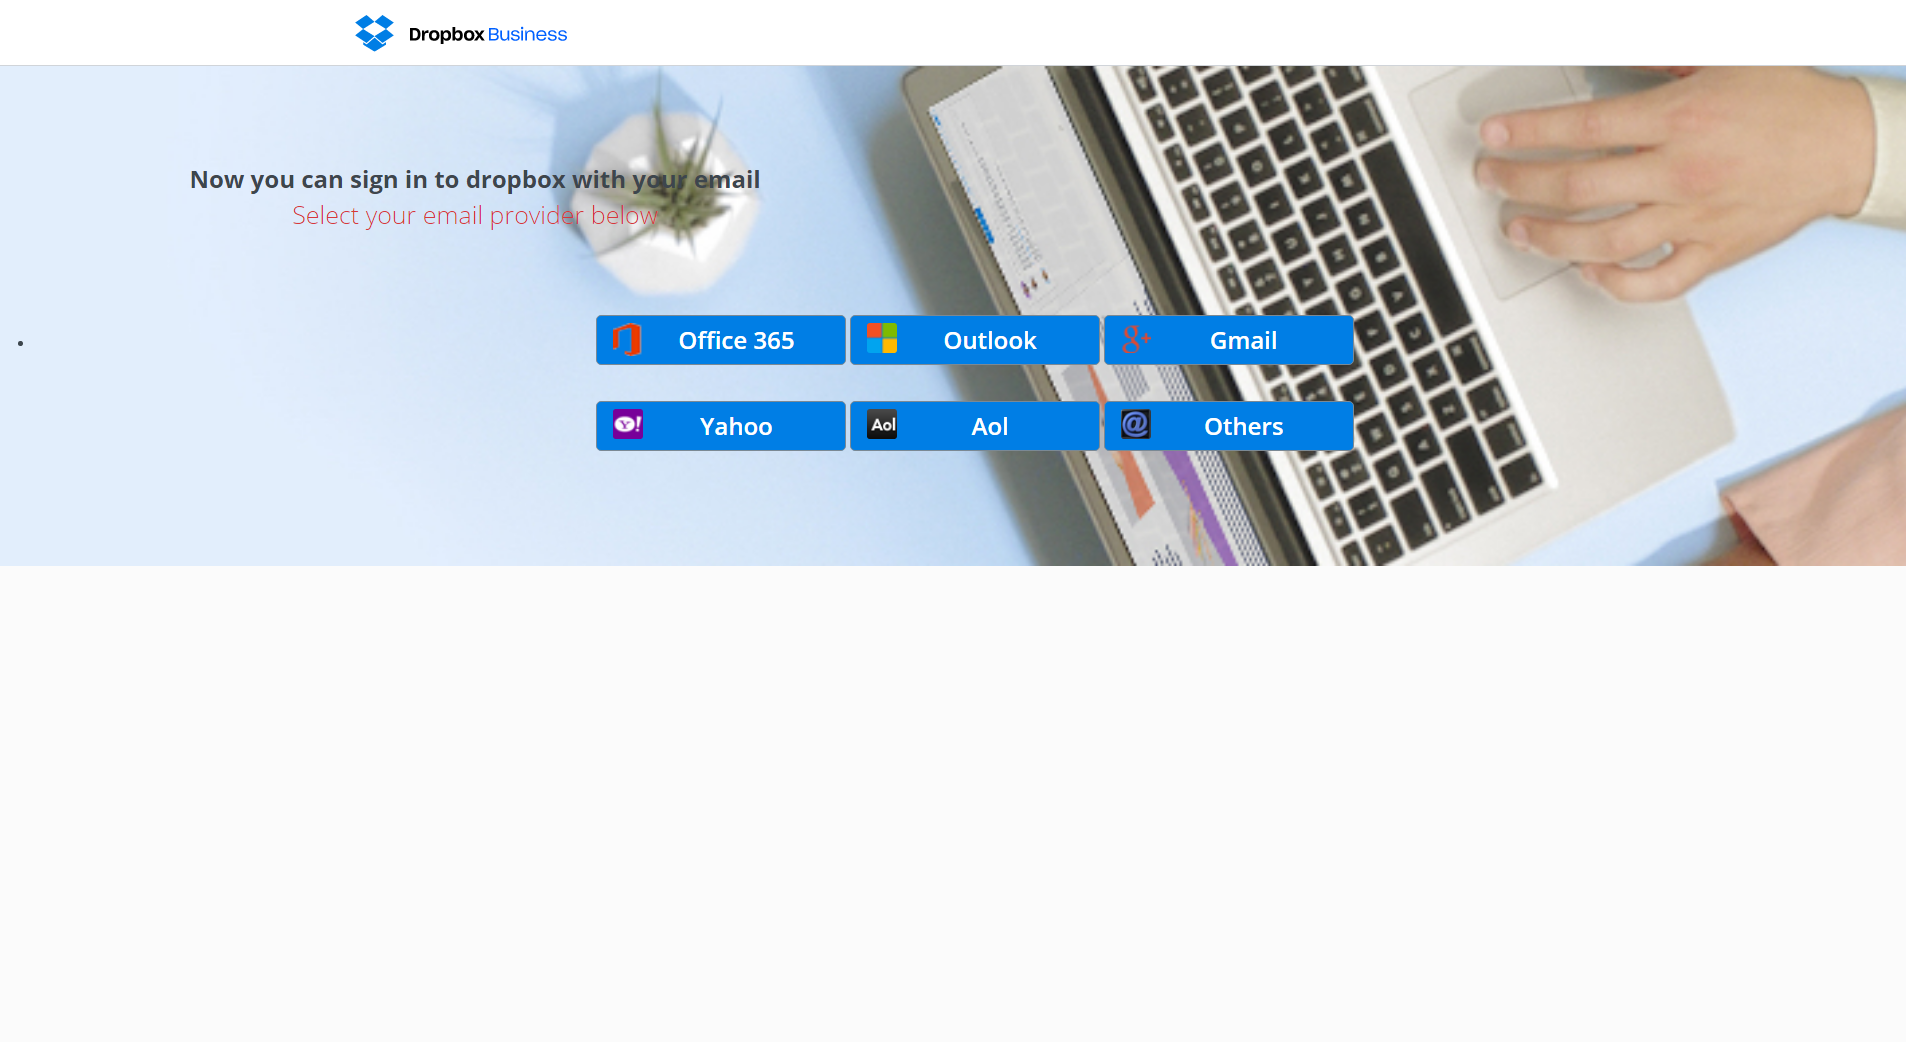 Dropbox Business
Now you can sign in to dropbox with your email
Select your email provider below
Office 365
Outlook
g+ Gmail
Y! Yahoo
Aol Aol
@ Others